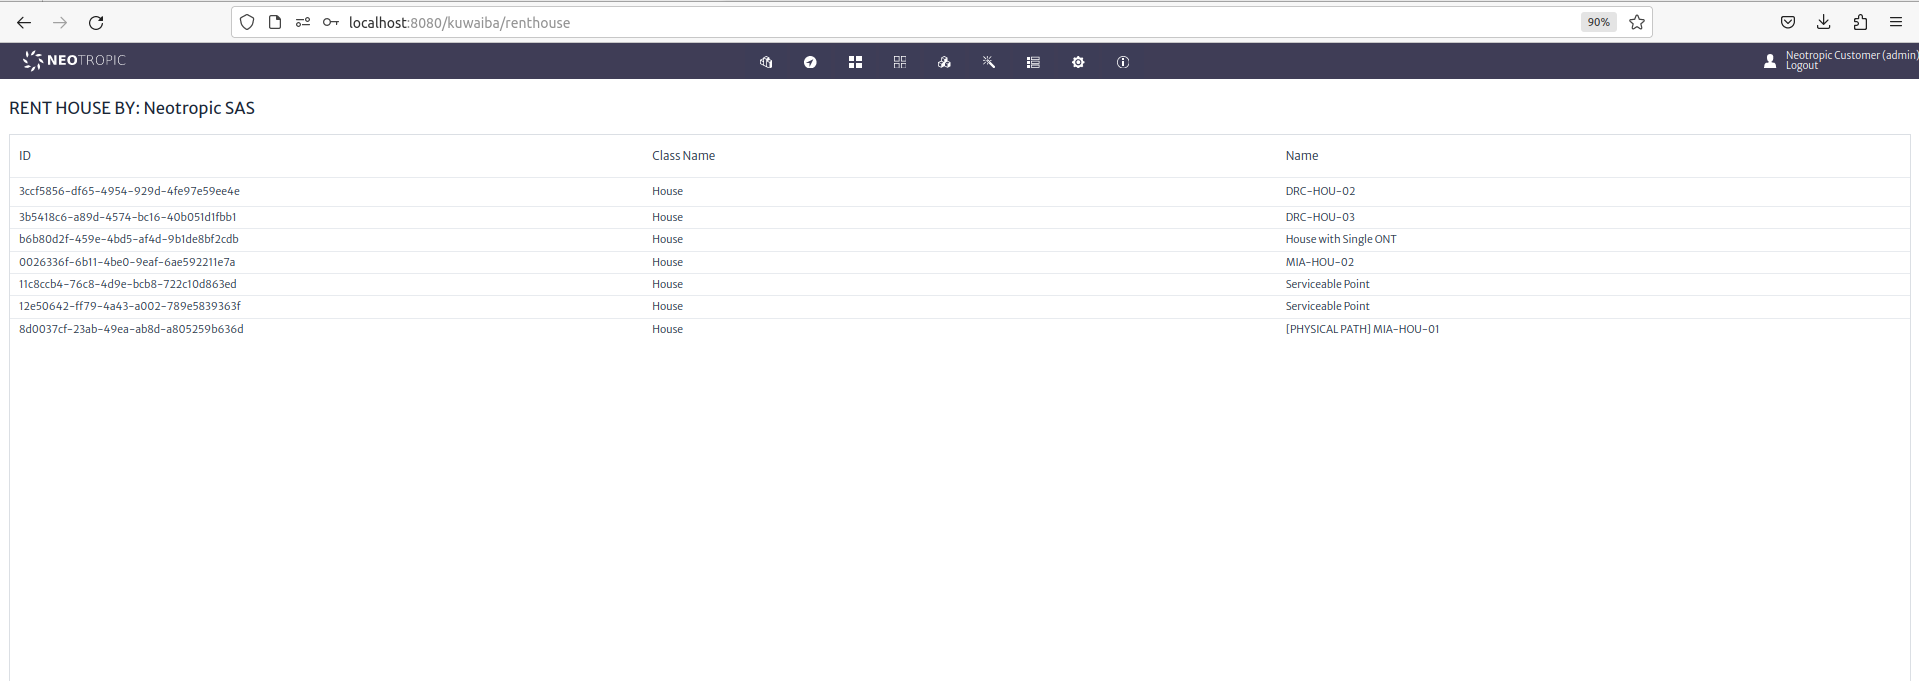 localhost:8080/kuwaiba/renthouse
90%
NEOTROPIC
Neotropic Customer (admin)
Logout
RENT HOUSE BY: Neotropic SAS
ID Class Name Name
3ccf5856-df65-4954-929d-4fe97e59ee4e House DRC-HOU-02
3b5418c6-a89d-4574-bc16-40b051d1fbb1 House DRC-HOU-03
b6b80d2f-459e-4bd5-af4d-9b1de8bf2cdb House House with Single ONT
0026336f-6b11-4be0-9eaf-6ae592211e7a House MIA-HOU-02
11c8ccb4-76c8-4d9e-bcb8-722c10d863ed House Serviceable Point
12e50642-ff79-4a43-a002-789e5839363f House Serviceable Point
8d0037cf-23ab-49ea-ab8d-a805259b636d House [PHYSICAL PATH] MIA-HOU-01